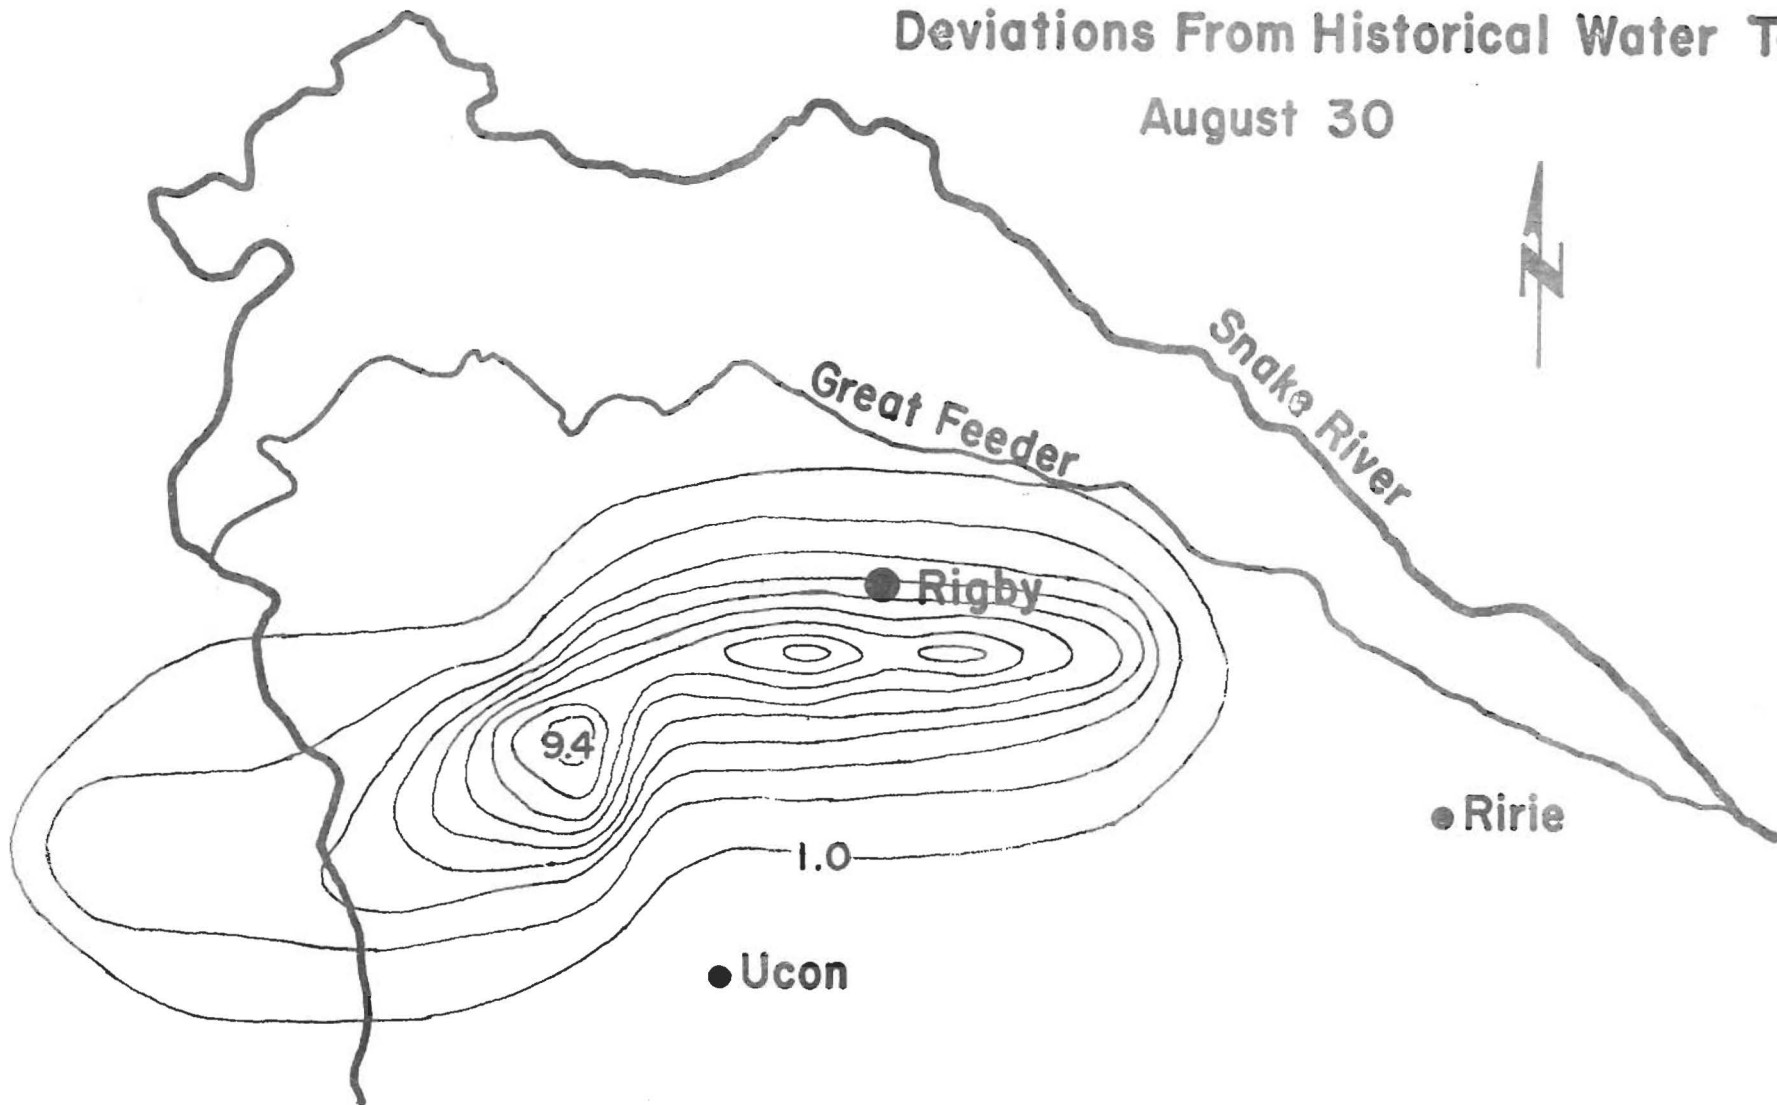 Deviations From Historical Water T
August 30
N
Snake River
Great Feeder
Rigby
9.4
Ririe
1.0
Ucon